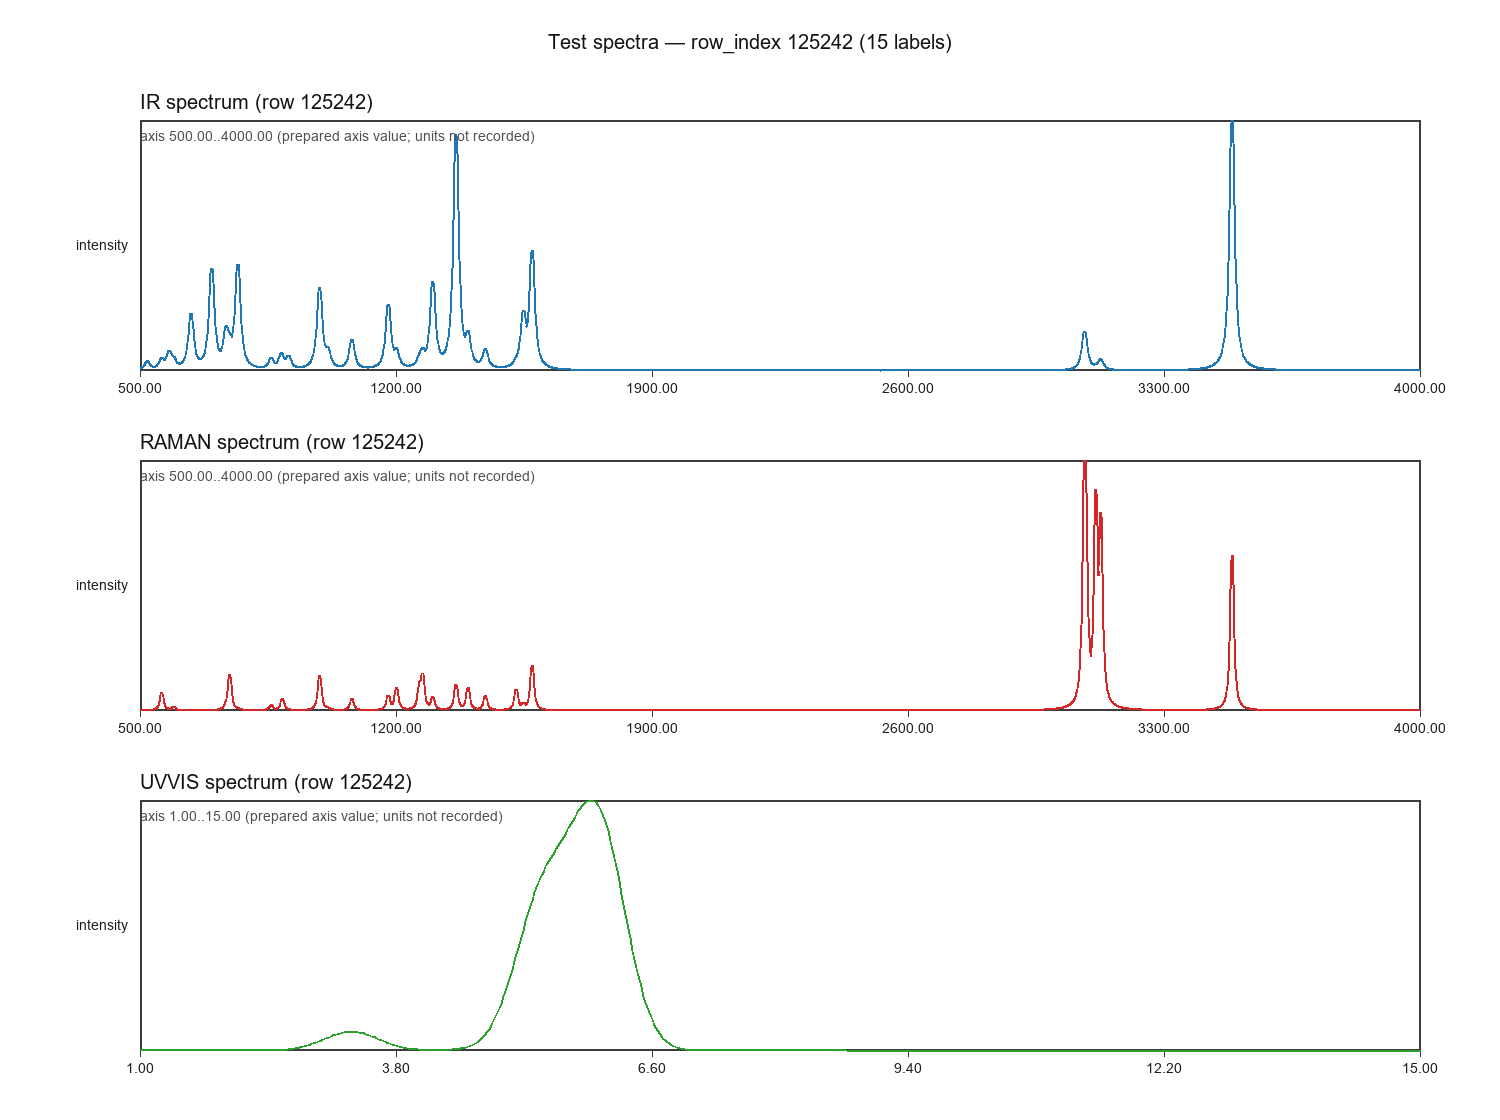 Test spectra — row_index 125242 (15 labels)
IR spectrum (row 125242)
axis 500.00..4000.00 (prepared axis value; units not recorded)
intensity
500.00 1200.00 1900.00 2600.00 3300.00 4000.00
RAMAN spectrum (row 125242)
axis 500.00..4000.00 (prepared axis value; units not recorded)
intensity
500.00 1200.00 1900.00 2600.00 3300.00 4000.00
UVVIS spectrum (row 125242)
axis 1.00..15.00 (prepared axis value; units not recorded)
intensity
1.00 3.80 6.60 9.40 12.20 15.00